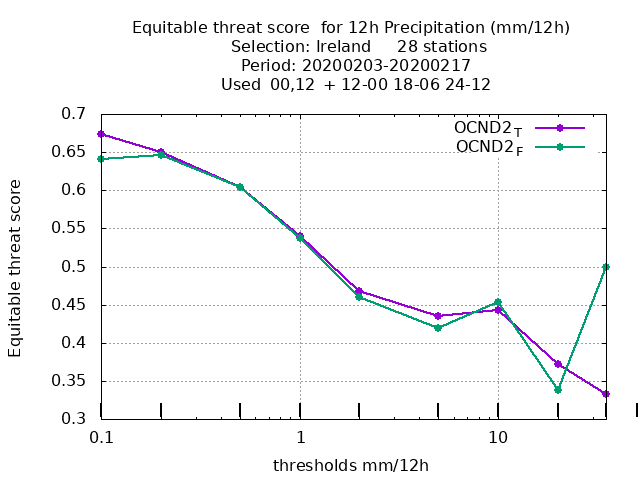 Equitable threat score  for 12h Precipitation (mm/12h)
Selection: Ireland     28 stations
Period: 20200203-20200217
Used  00,12  + 12-00 18-06 24-12
OCND2_T
OCND2_F
Equitable threat score
0.7
0.65
0.6
0.55
0.5
0.45
0.4
0.35
0.3
0.1 1 10
thresholds mm/12h